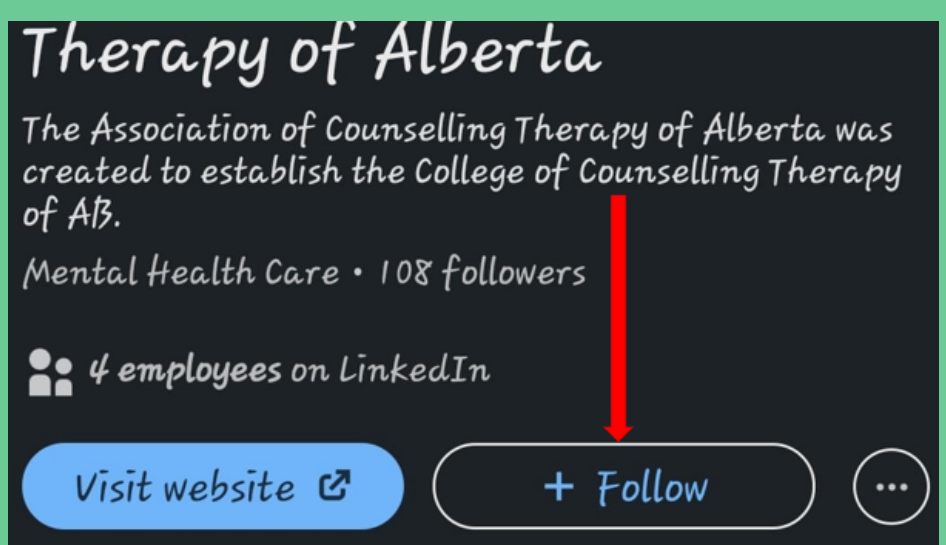 Therapy of Alberta
The Association of Counselling Therapy of Alberta was
created to establish the College of Counselling Therapy
of AB.
Mental Health Care • 108 followers
4 employees on LinkedIn
Visit website
+ Follow